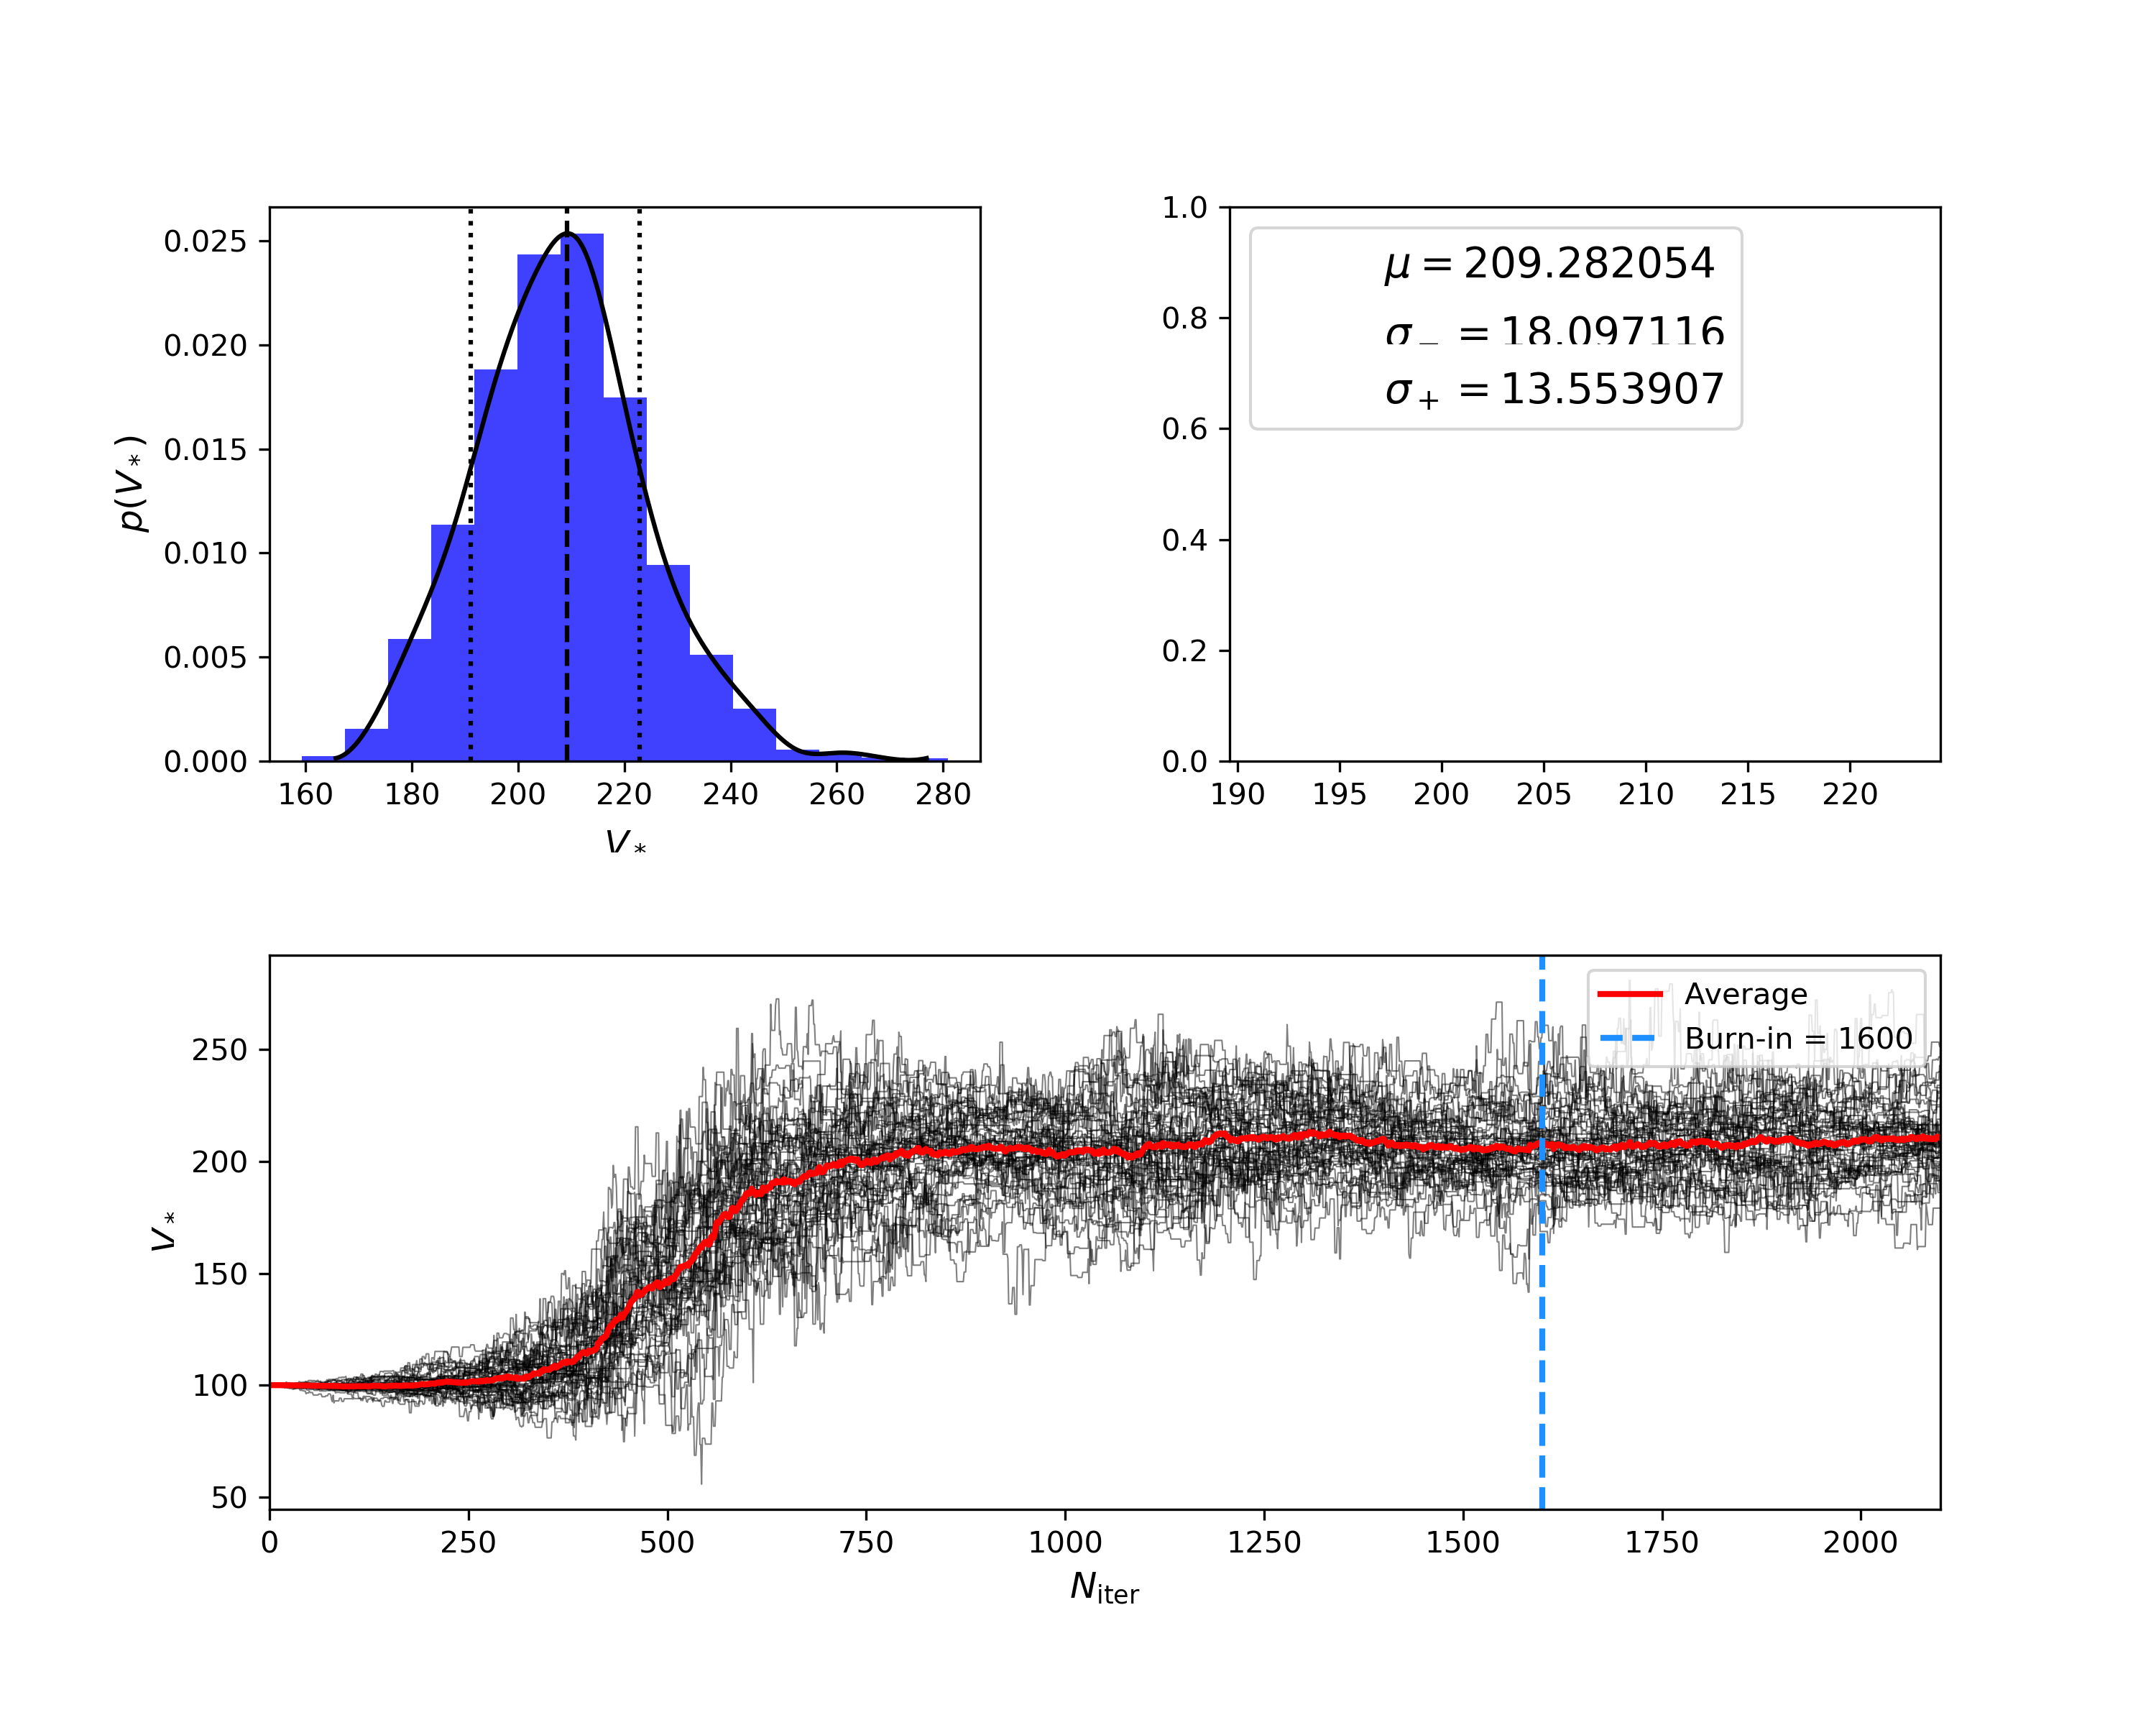 0.025
0.020
0.015
0.010
0.005
0.000
p(V*)
160 180 200 220 240 260 280
V*
1.0
0.8
0.6
0.4
0.2
0.0
μ = 209.282054
σ− = 18.097116
σ+ = 13.553907
190 195 200 205 210 215 220
250
200
150
100
50
V*
Average
Burn-in = 1600
0 250 500 750 1000 1250 1500 1750 2000
Niter